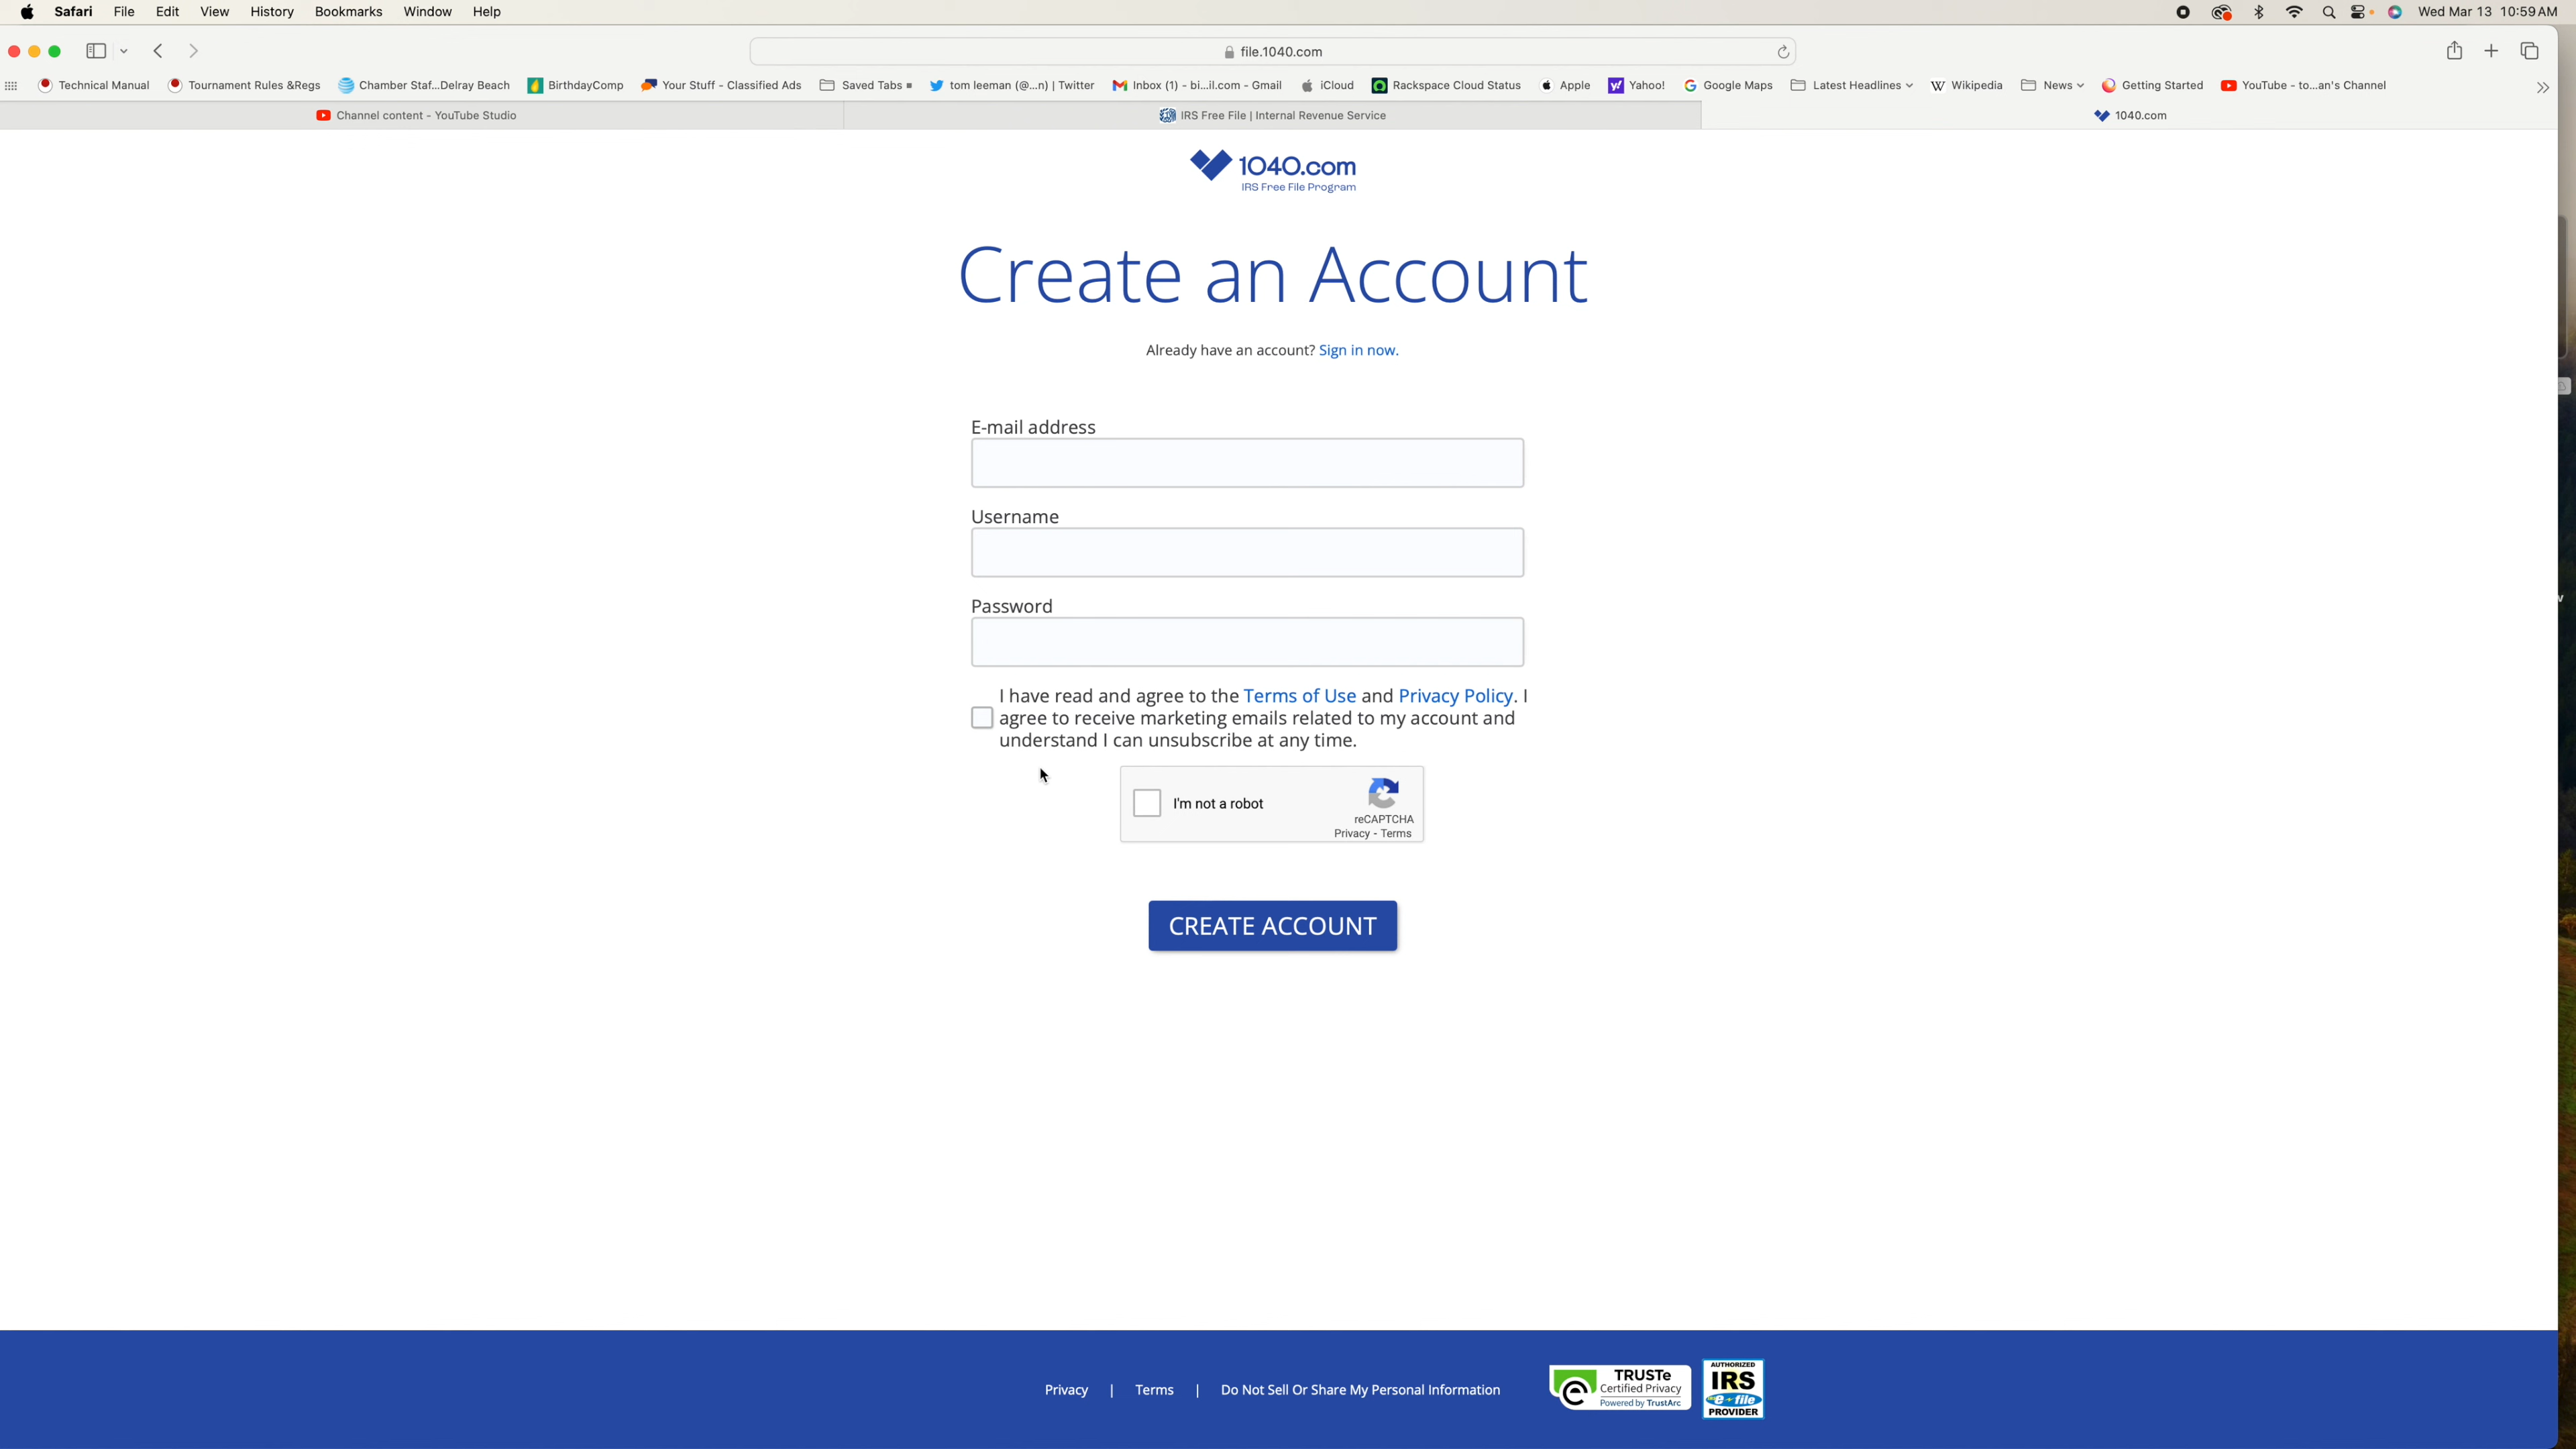 Safari File Edit View History Bookmarks Window Help Wed Mar 13 10:59 AM
file.1040.com
Technical Manual Tournament Rules &Regs Chamber Staf...Delray Beach BirthdayComp Your Stuff - Classified Ads Saved Tabs tom leeman (@...n) | Twitter Inbox (1) - bi...il.com - Gmail iCloud Rackspace Cloud Status Apple Yahoo! Google Maps Latest Headlines Wikipedia News Getting Started YouTube - to...an's Channel
Channel content - YouTube Studio IRS Free File | Internal Revenue Service 1040.com
1040.com
IRS Free File Program
Create an Account
Already have an account? Sign in now.
E-mail address
Username
Password
I have read and agree to the Terms of Use and Privacy Policy. I
agree to receive marketing emails related to my account and
understand I can unsubscribe at any time.
I'm not a robot
reCAPTCHA
Privacy - Terms
CREATE ACCOUNT
Privacy | Terms | Do Not Sell Or Share My Personal Information
TRUSTe
Certified Privacy
Powered by TrustArc
AUTHORIZED
IRS
e-file
PROVIDER